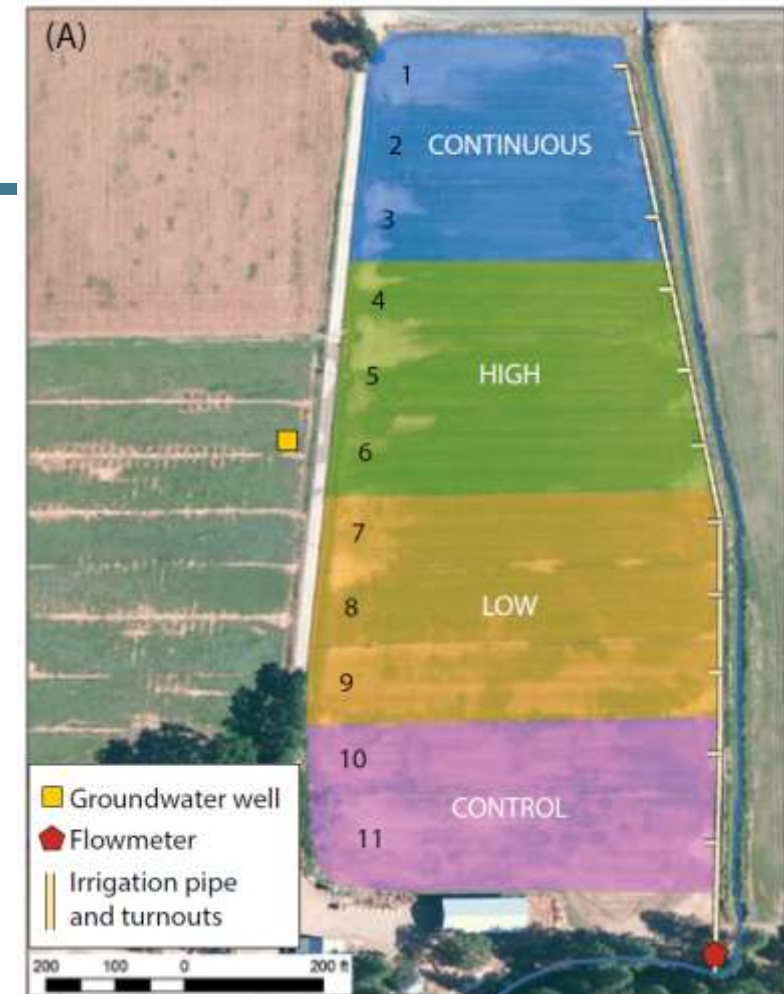 (A)
1
2 CONTINUOUS
3
4
5 HIGH
6
7
8 LOW
9
10
CONTROL
11
Groundwater well
Flowmeter
Irrigation pipe
and turnouts
200 100 0 200 ft